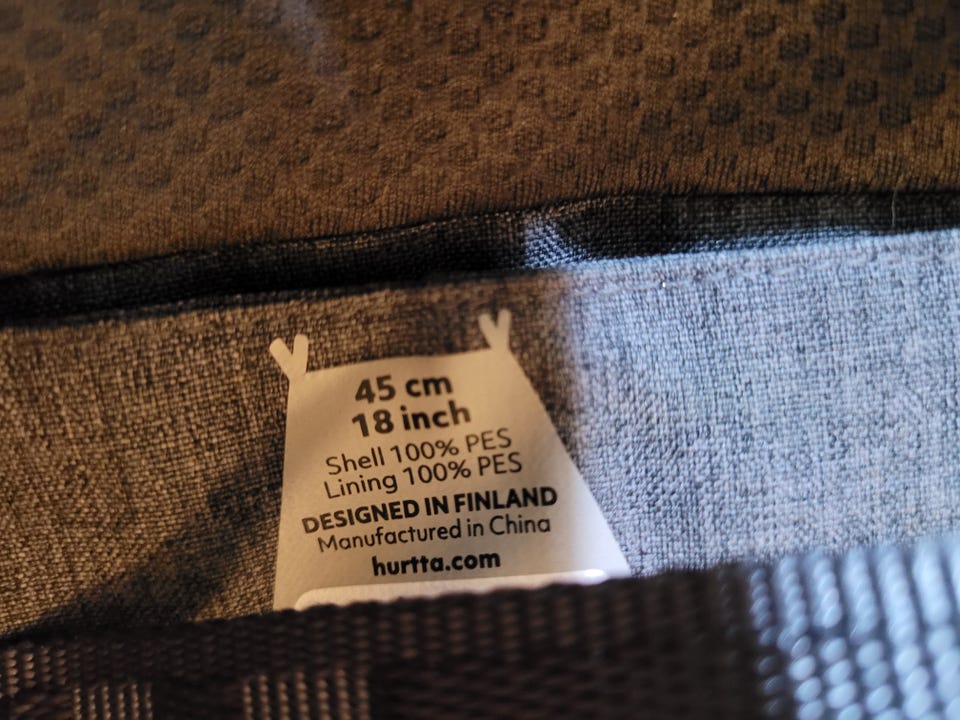 45 cm
18 inch
Shell 100% PES
Lining 100% PES
DESIGNED IN FINLAND
Manufactured in China
hurtta.com